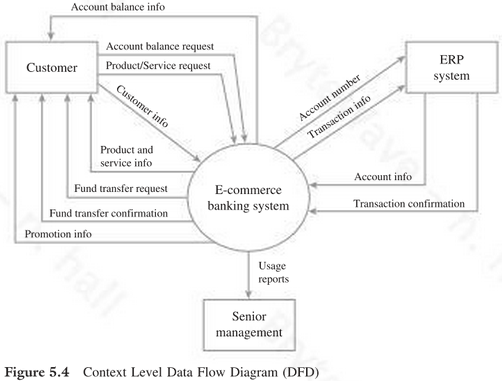 Account balance info
Customer
Account balance request
Product/Service request
Customer info
Product and
service info
Fund transfer request
Fund transfer confirmation
Promotion info
E-commerce
banking system
Account number
Transaction info
ERP
system
Account info
Transaction confirmation
Usage
reports
Senior
management
Figure 5.4 Context Level Data Flow Diagram (DFD)